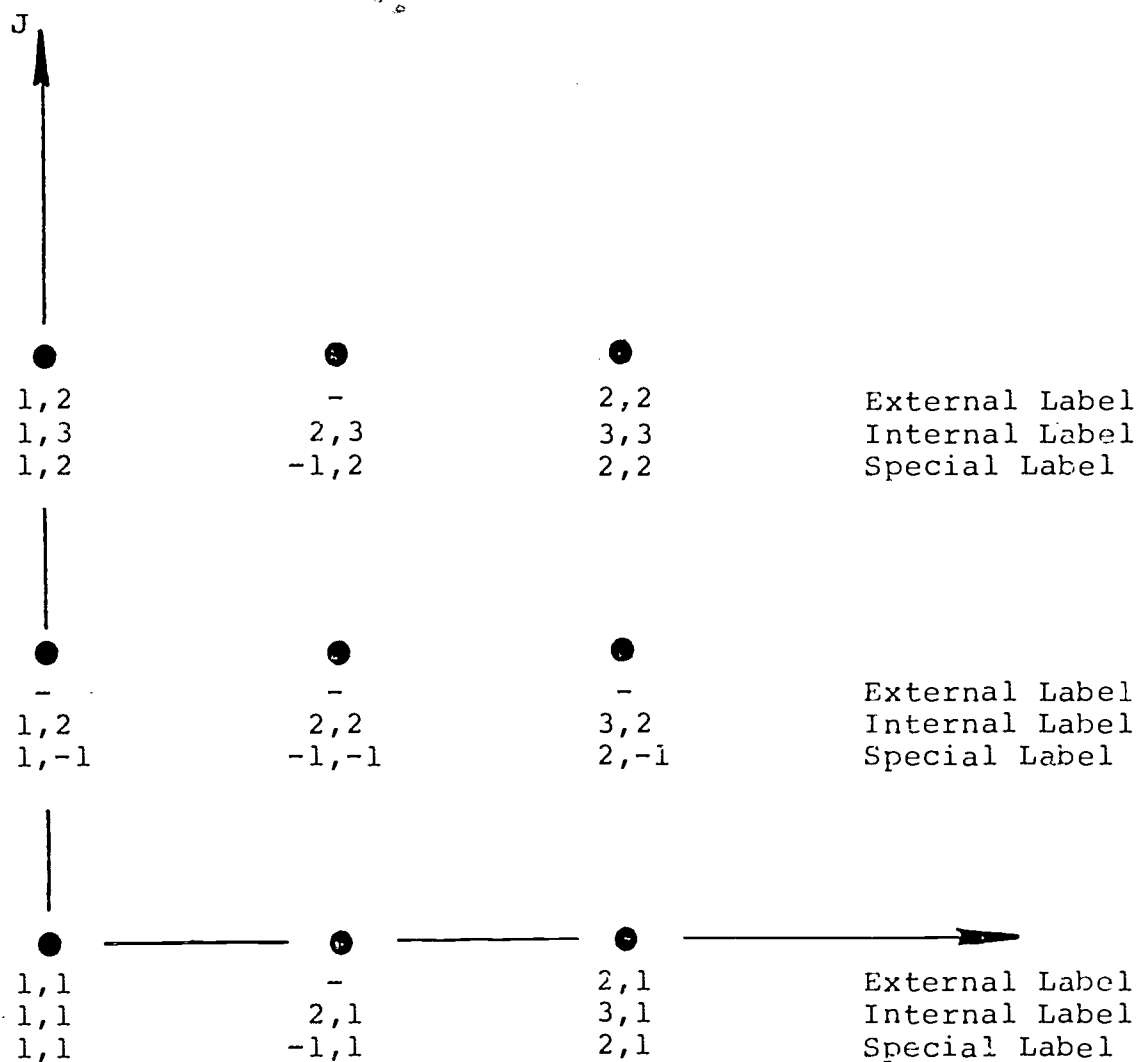 J
1,2 - 2,2 External Label
1,3 2,3 3,3 Internal Label
1,2 -1,2 2,2 Special Label
- - - External Label
1,2 2,2 3,2 Internal Label
1,-1 -1,-1 2,-1 Special Label
1,1 - 2,1 External Label
1,1 2,1 3,1 Internal Label
1,1 -1,1 2,1 Special Label